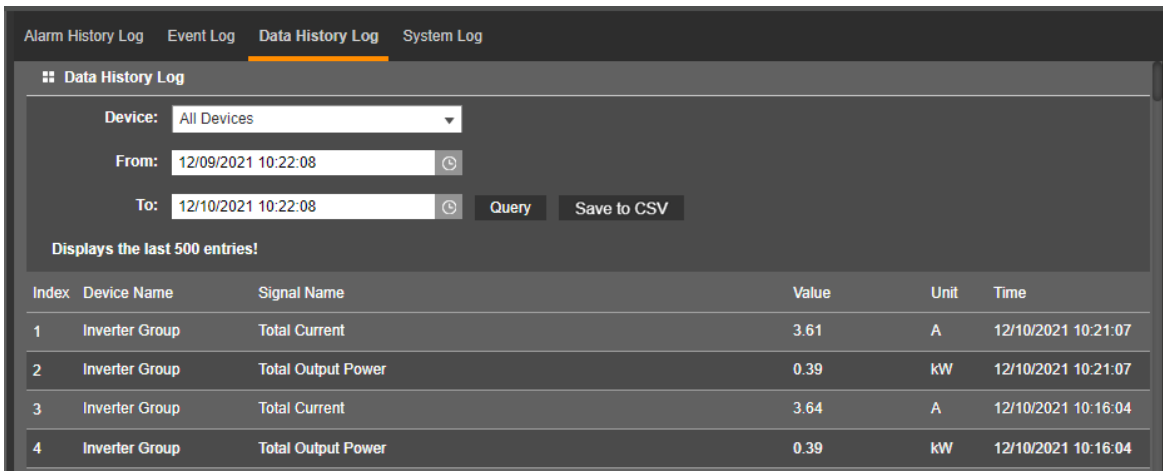 Alarm History Log Event Log Data History Log System Log
Data History Log
Device: All Devices
From: 12/09/2021 10:22:08
To: 12/10/2021 10:22:08 Query Save to CSV
Displays the last 500 entries!
Index Device Name Signal Name Value Unit Time
1 Inverter Group Total Current 3.61 A 12/10/2021 10:21:07
2 Inverter Group Total Output Power 0.39 kW 12/10/2021 10:21:07
3 Inverter Group Total Current 3.64 A 12/10/2021 10:16:04
4 Inverter Group Total Output Power 0.39 kW 12/10/2021 10:16:04